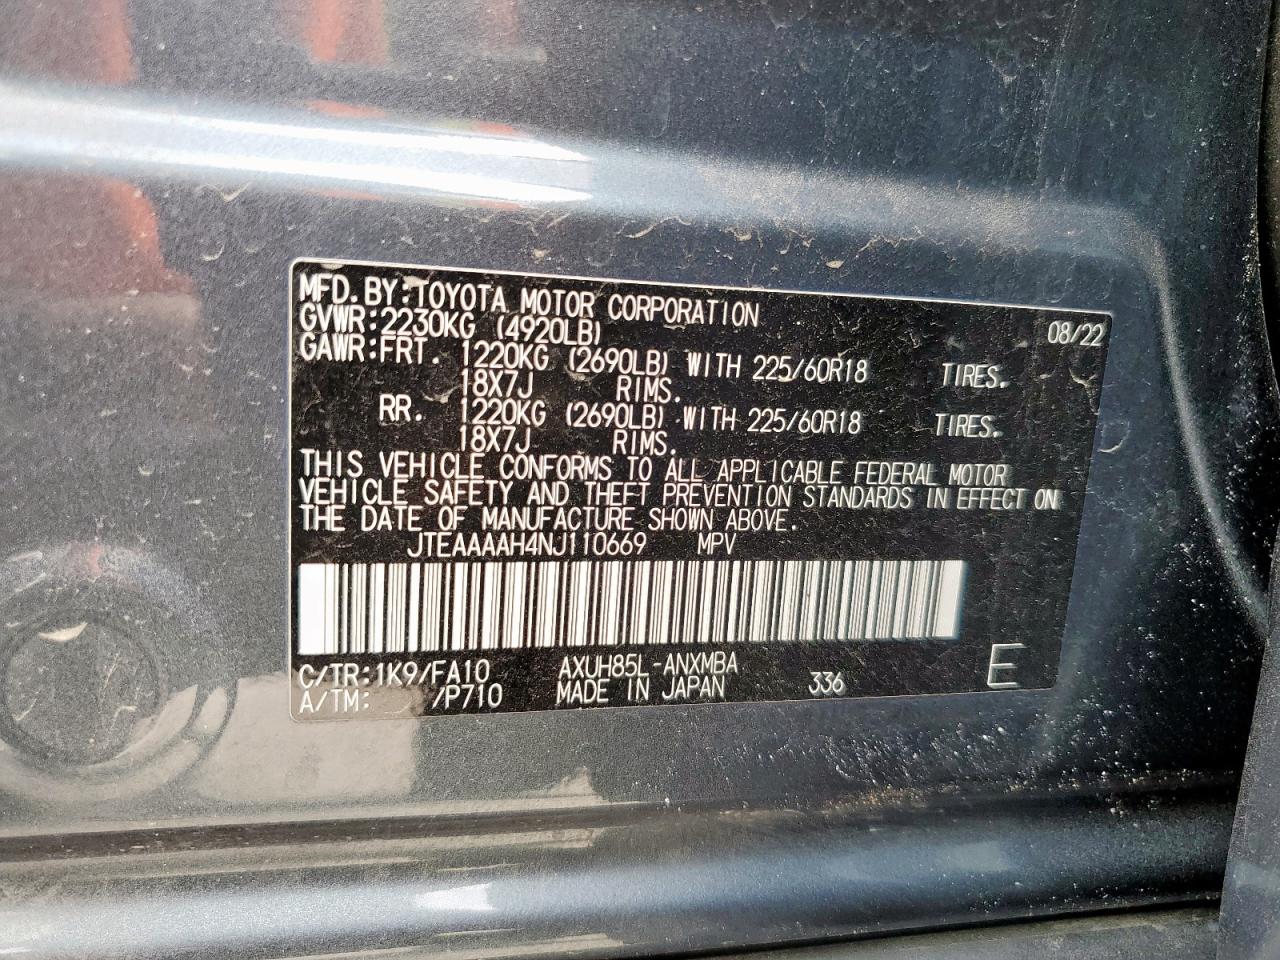 MFD.BY:TOYOTA MOTOR CORPORATION 08/22
GVWR:2230KG (4920LB)
GAWR:FRT. 1220KG (2690LB) WITH 225/60R18 TIRES.
18X7J RIMS.
RR. 1220KG (2690LB) WITH 225/60R18 TIRES.
18X7J RIMS.
THIS VEHICLE CONFORMS TO ALL APPLICABLE FEDERAL MOTOR
VEHICLE SAFETY AND THEFT PREVENTION STANDARDS IN EFFECT ON
THE DATE OF MANUFACTURE SHOWN ABOVE.
JTEAAAAH4NJ110669 MPV
C/TR:1K9/FA10 AXUH85L-ANXMBA
A/TM: /P710 MADE IN JAPAN 336 E